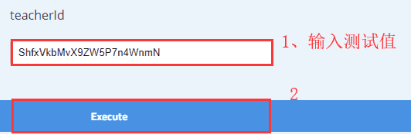 teacherId
ShfxVkbMvX9ZW5P7n4WnmN
1、输入测试值
2
Execute